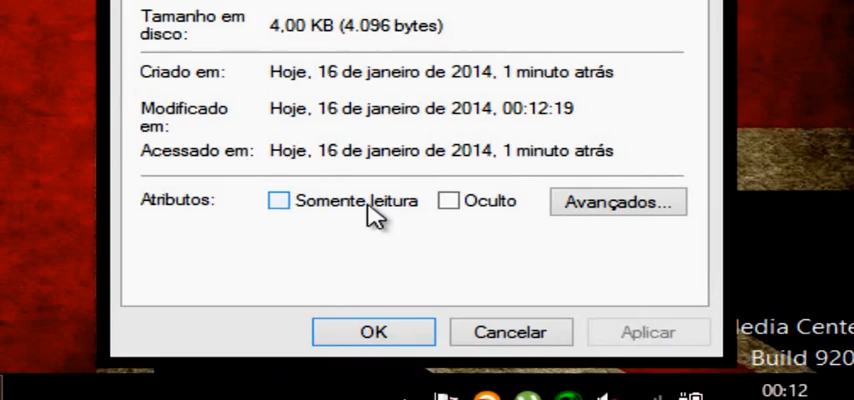 Tamanho em
disco:
4,00 KB (4.096 bytes)
Criado em:
Hoje, 16 de janeiro de 2014, 1 minuto atrás
Modificado
em:
Hoje, 16 de janeiro de 2014, 00:12:19
Acessado em:
Hoje, 16 de janeiro de 2014, 1 minuto atrás
Atributos:
Somente leitura
Oculto
Avançados...
OK
Cancelar
Aplicar
edia Cente
Build 920
00:12